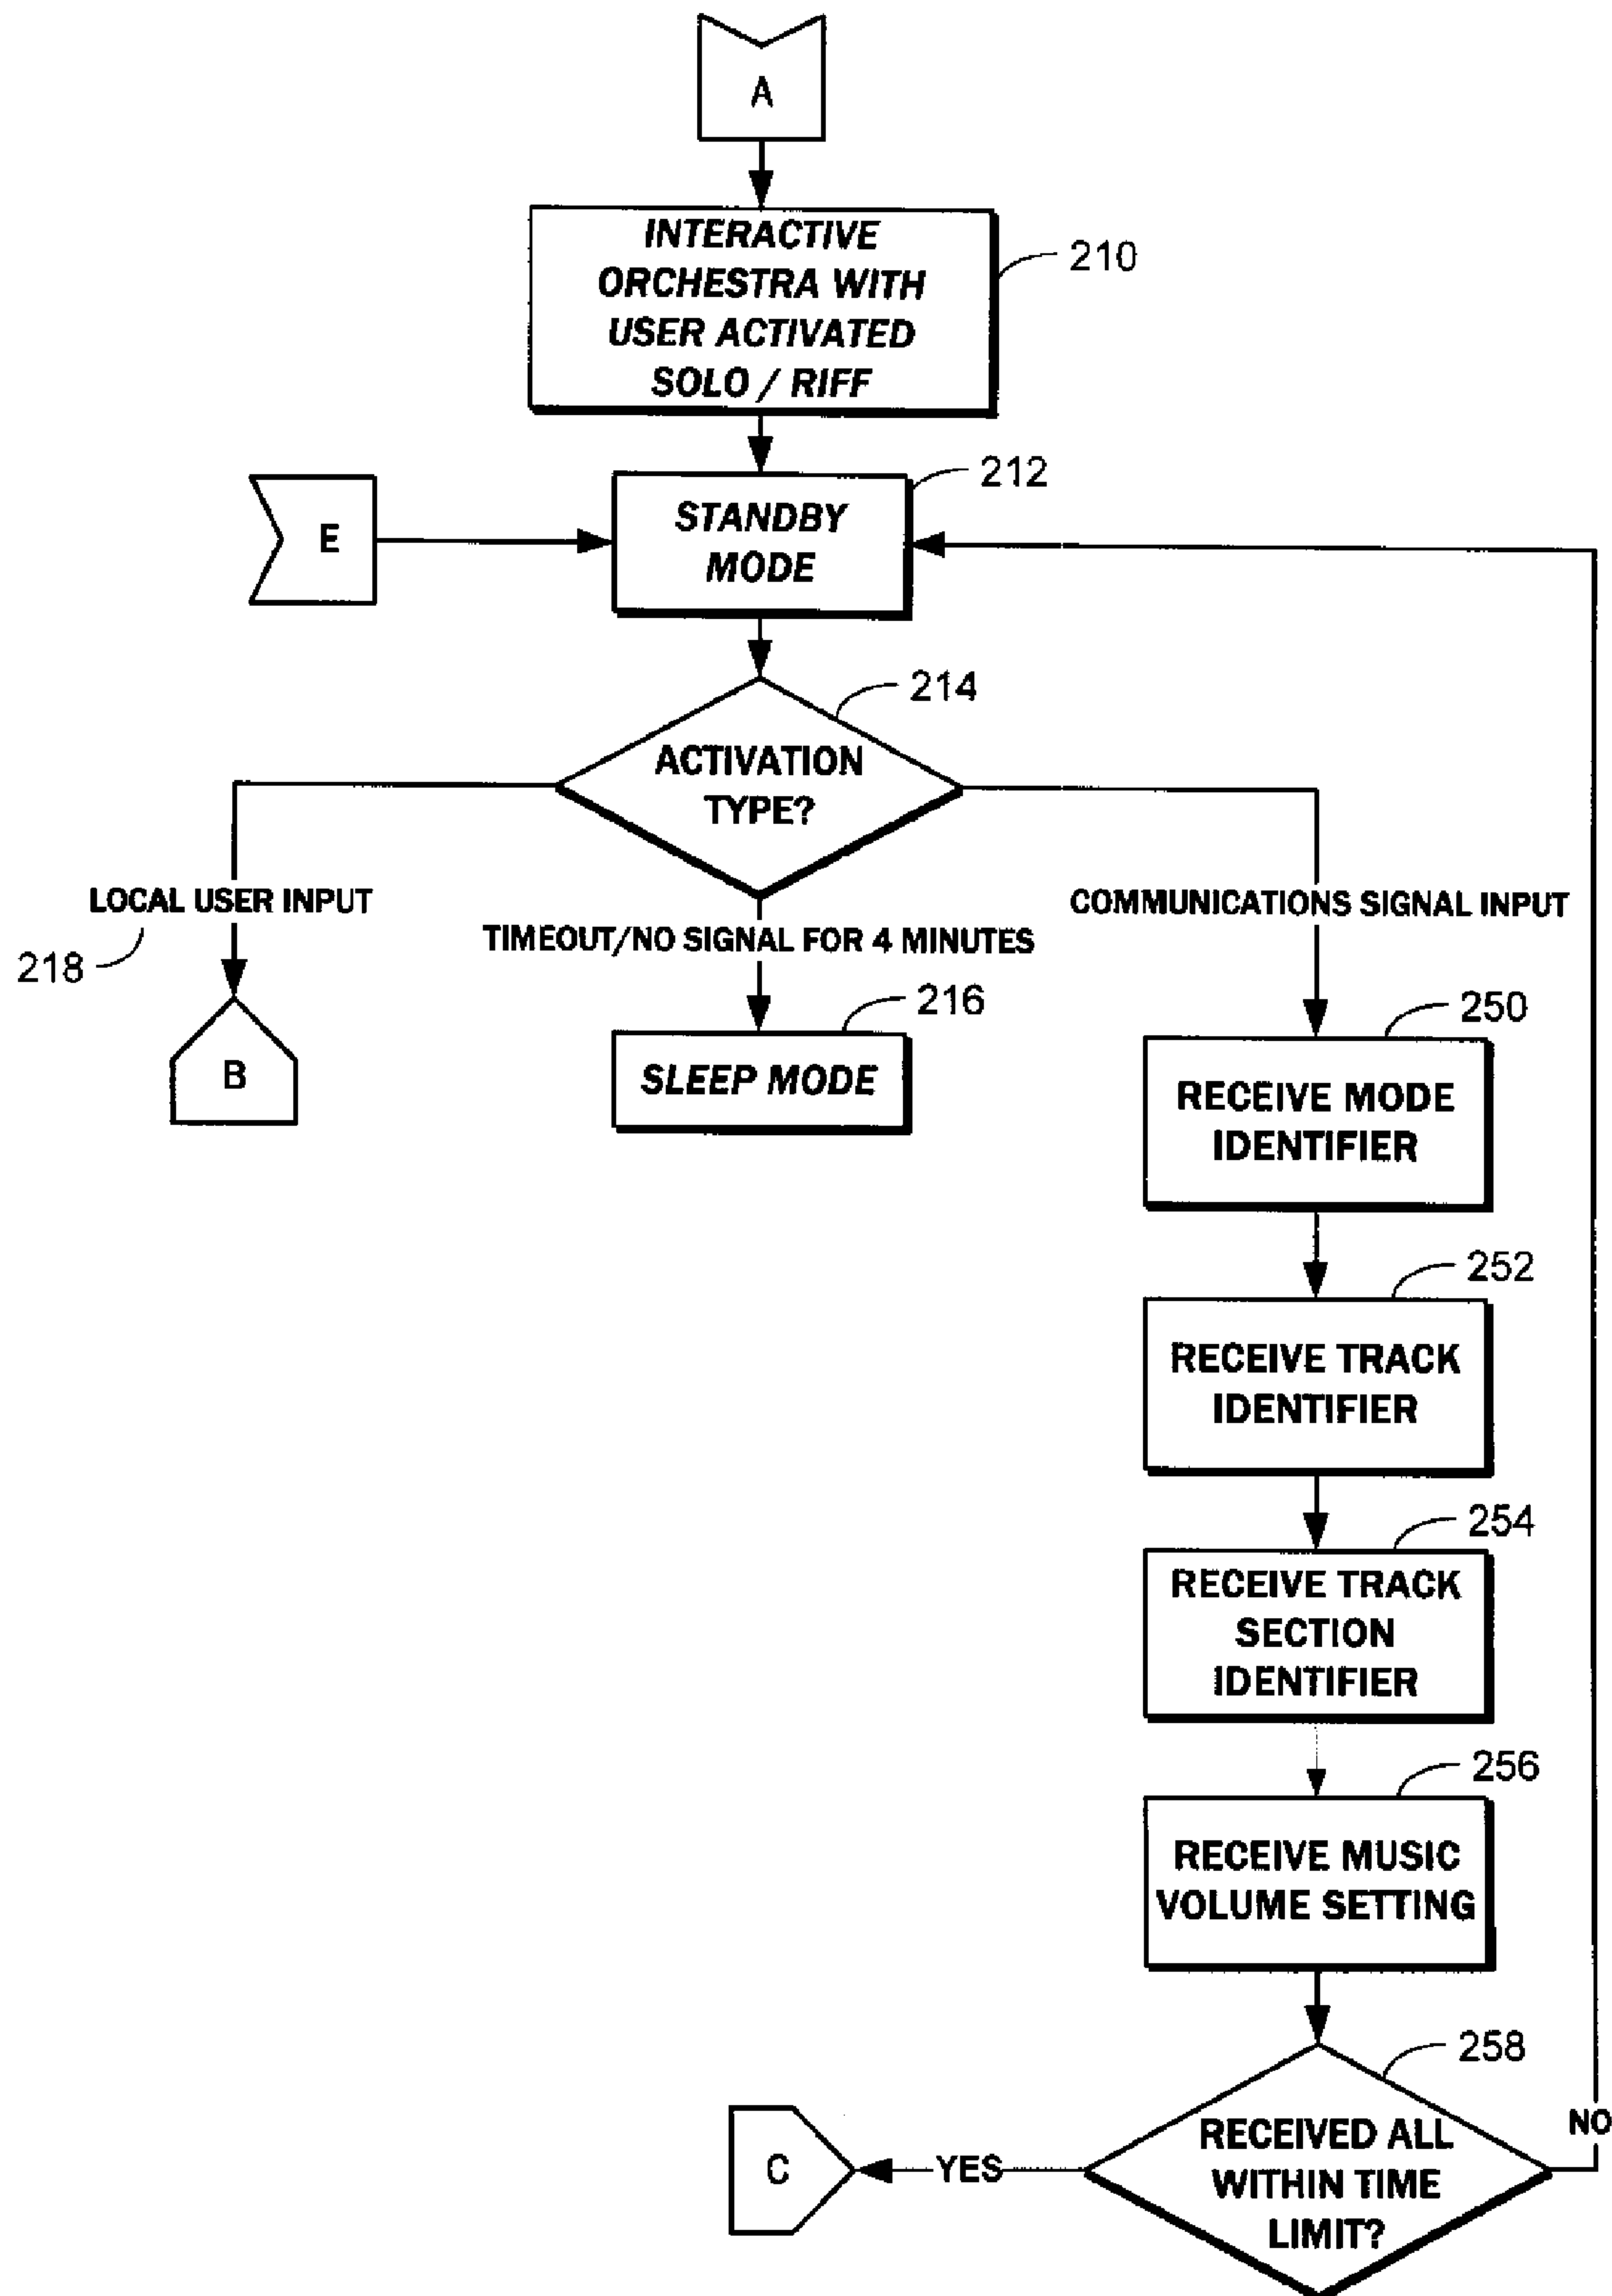 A
INTERACTIVE
ORCHESTRA WITH
USER ACTIVATED
SOLO / RIFF
210
212
E
STANDBY
MODE
214
ACTIVATION
TYPE?
LOCAL USER INPUT
218
B
TIMEOUT/NO SIGNAL FOR 4 MINUTES
216
SLEEP MODE
COMMUNICATIONS SIGNAL INPUT
250
RECEIVE MODE
IDENTIFIER
252
RECEIVE TRACK
IDENTIFIER
254
RECEIVE TRACK
SECTION
IDENTIFIER
256
RECEIVE MUSIC
VOLUME SETTING
258
RECEIVED ALL
WITHIN TIME
LIMIT?
NO
YES
C